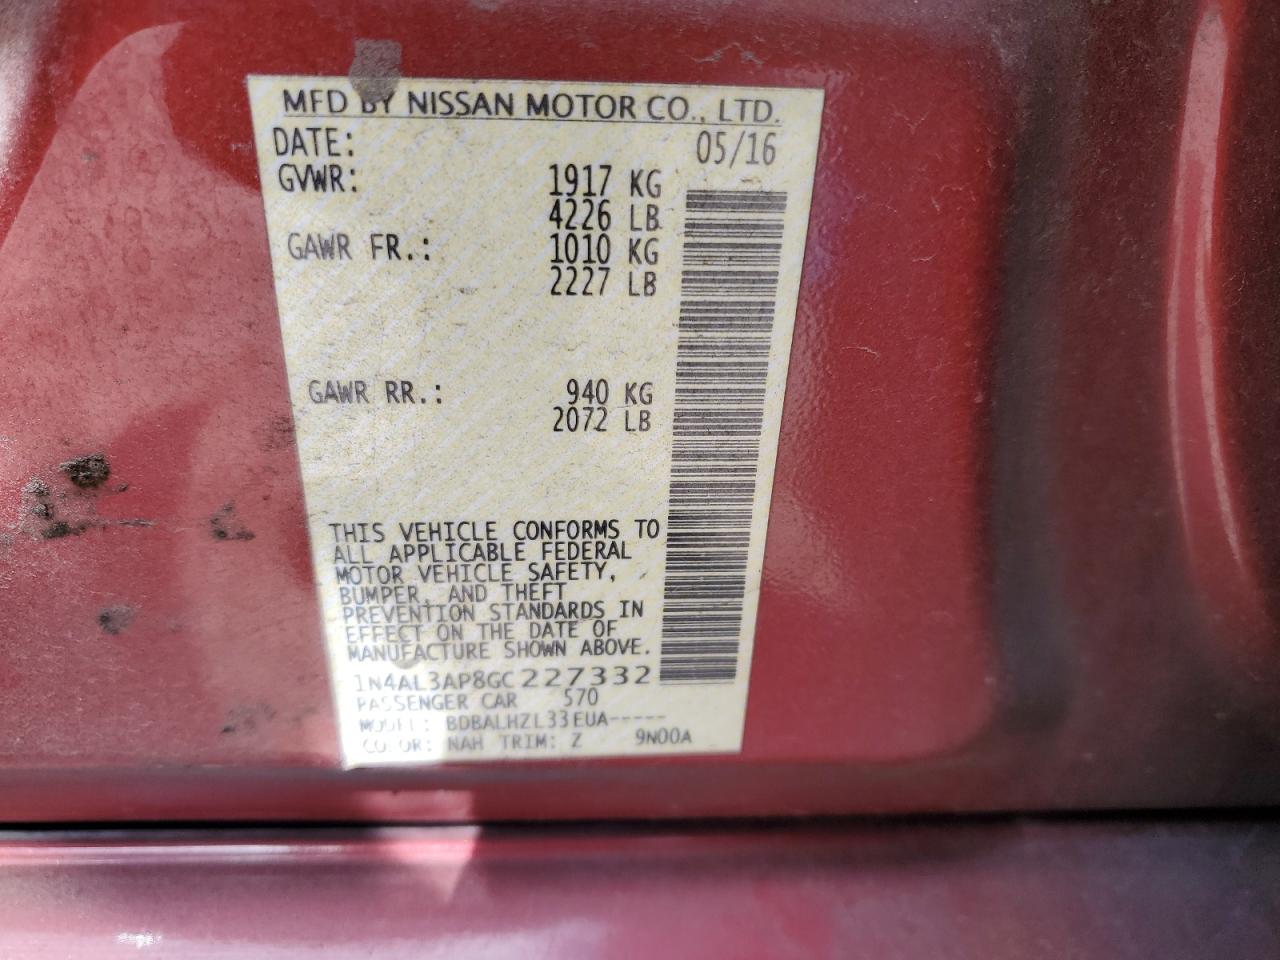 MFD BY NISSAN MOTOR CO., LTD.
DATE: 05/16
GVWR: 1917 KG
4226 LB
GAWR FR.: 1010 KG
2227 LB
GAWR RR.: 940 KG
2072 LB
THIS VEHICLE CONFORMS TO
ALL APPLICABLE FEDERAL
MOTOR VEHICLE SAFETY,
BUMPER, AND THEFT
PREVENTION STANDARDS IN
EFFECT ON THE DATE OF
MANUFACTURE SHOWN ABOVE.
1N4AL3AP8GC227332
PASSENGER CAR 570
MODEL: BDBALHZL33EUA-----
COLOR: NAH TRIM: Z 9N00A